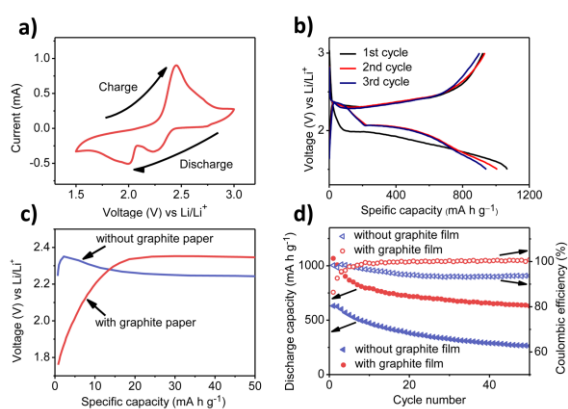 a)
Current (mA)
1.0
0.5
0.0
-0.5
Charge
Discharge
1.5
2.0
2.5
3.0
Voltage (V) vs Li/Li⁺
b)
Voltage (V) vs Li/Li⁺
3
2
1st cycle
2nd cycle
3rd cycle
0
400
800
1200
Speific capacity (mA h g⁻¹)
c)
Voltage (V) vs Li/Li⁺
2.4
2.2
2.0
1.8
without graphite paper
with graphite paper
0
10
20
30
40
50
Specific capacity (mA h g⁻¹)
d)
Discharge capacity (mA h g⁻¹)
1000
750
500
250
0
without graphite film
with graphite film
without graphite film
with graphite film
100
80
60
Coulombic efficiency (%)
0
20
40
Cycle number